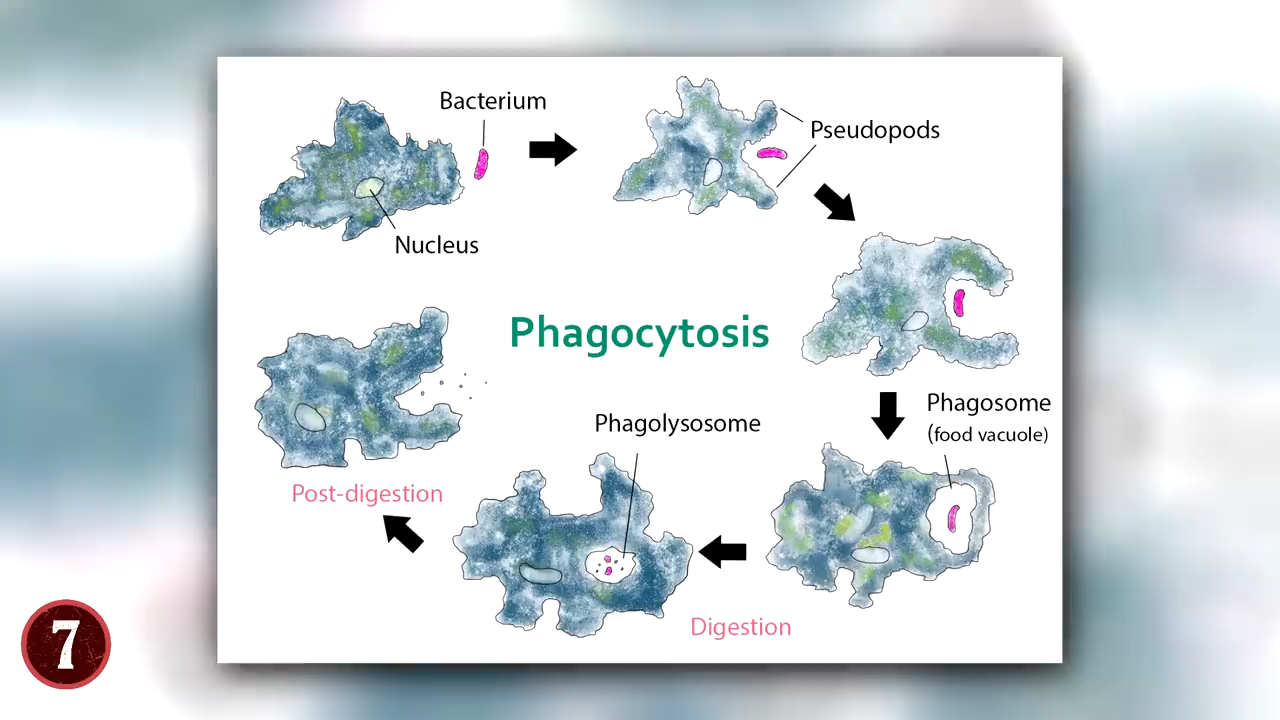 Bacterium
Pseudopods
Nucleus
Phagocytosis
Phagosome
(food vacuole)
Phagolysosome
Post-digestion
Digestion
7